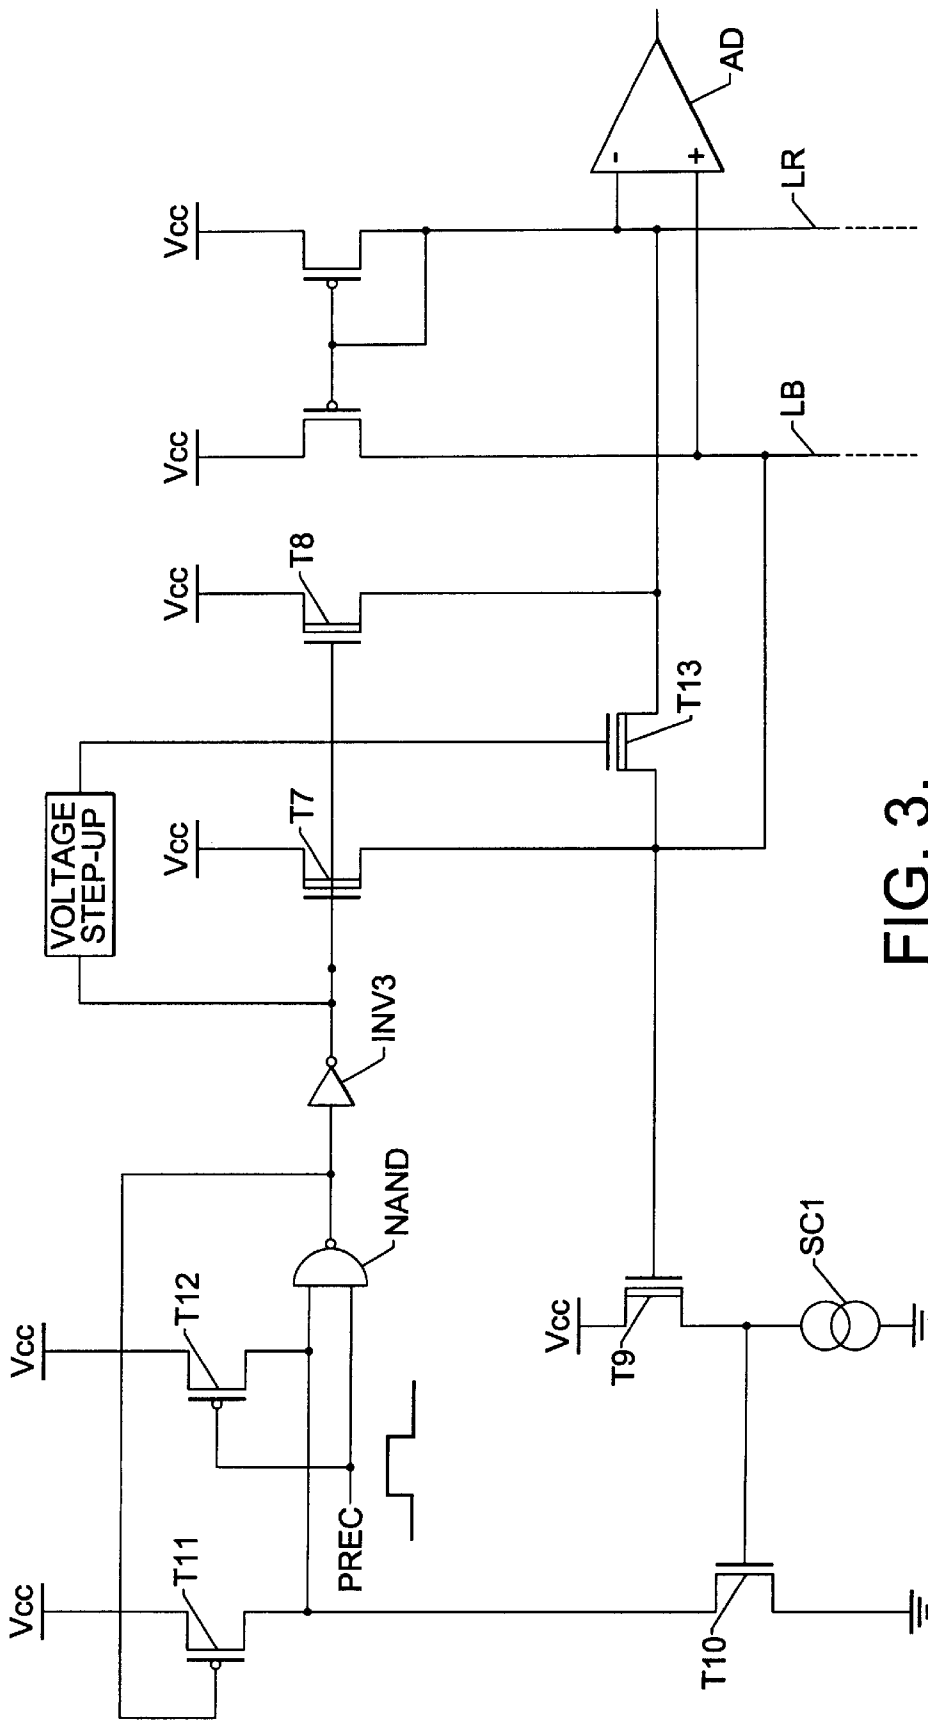 VOLTAGE
STEP-UP
Vcc
Vcc
Vcc
Vcc
Vcc
Vcc
T11
T12
T7
T8
PREC
NAND
INV3
T13
AD
-
+
Vcc
T9
SC1
T10
LB
LR
FIG. 3.